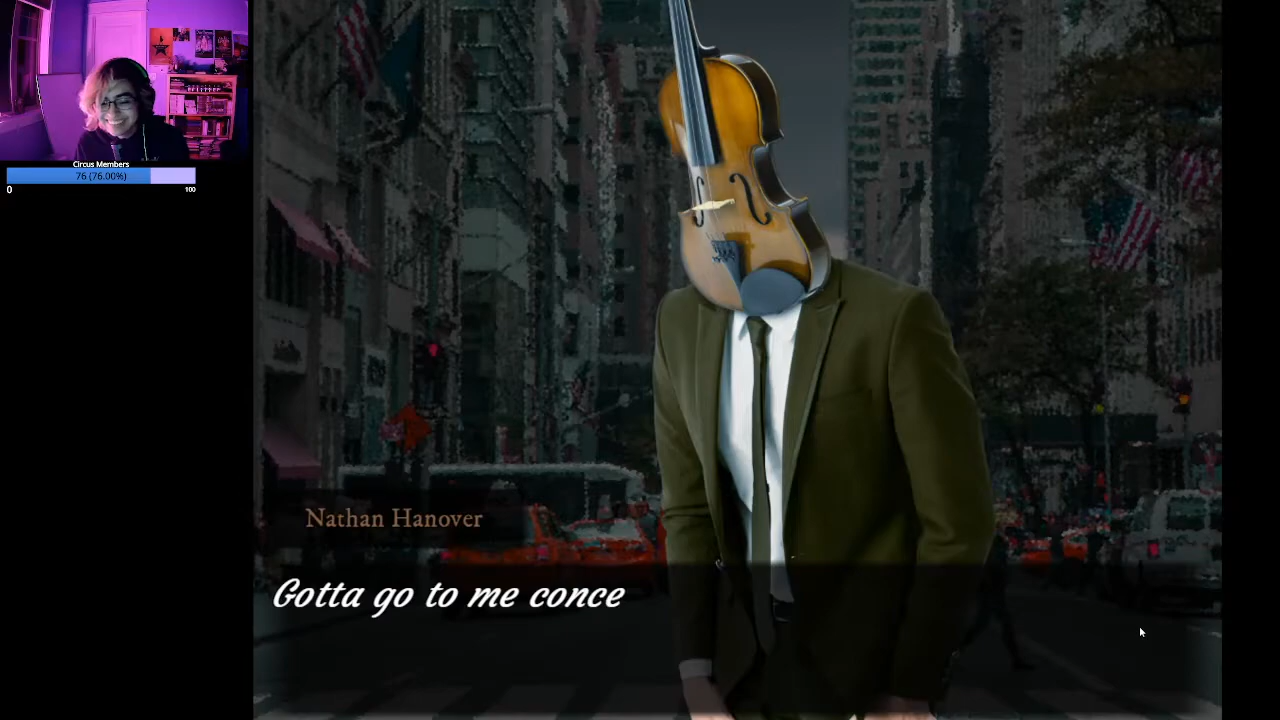 Circus Members
76 (76.00%)
0
100
Nathan Hanover
Gotta go to me conce